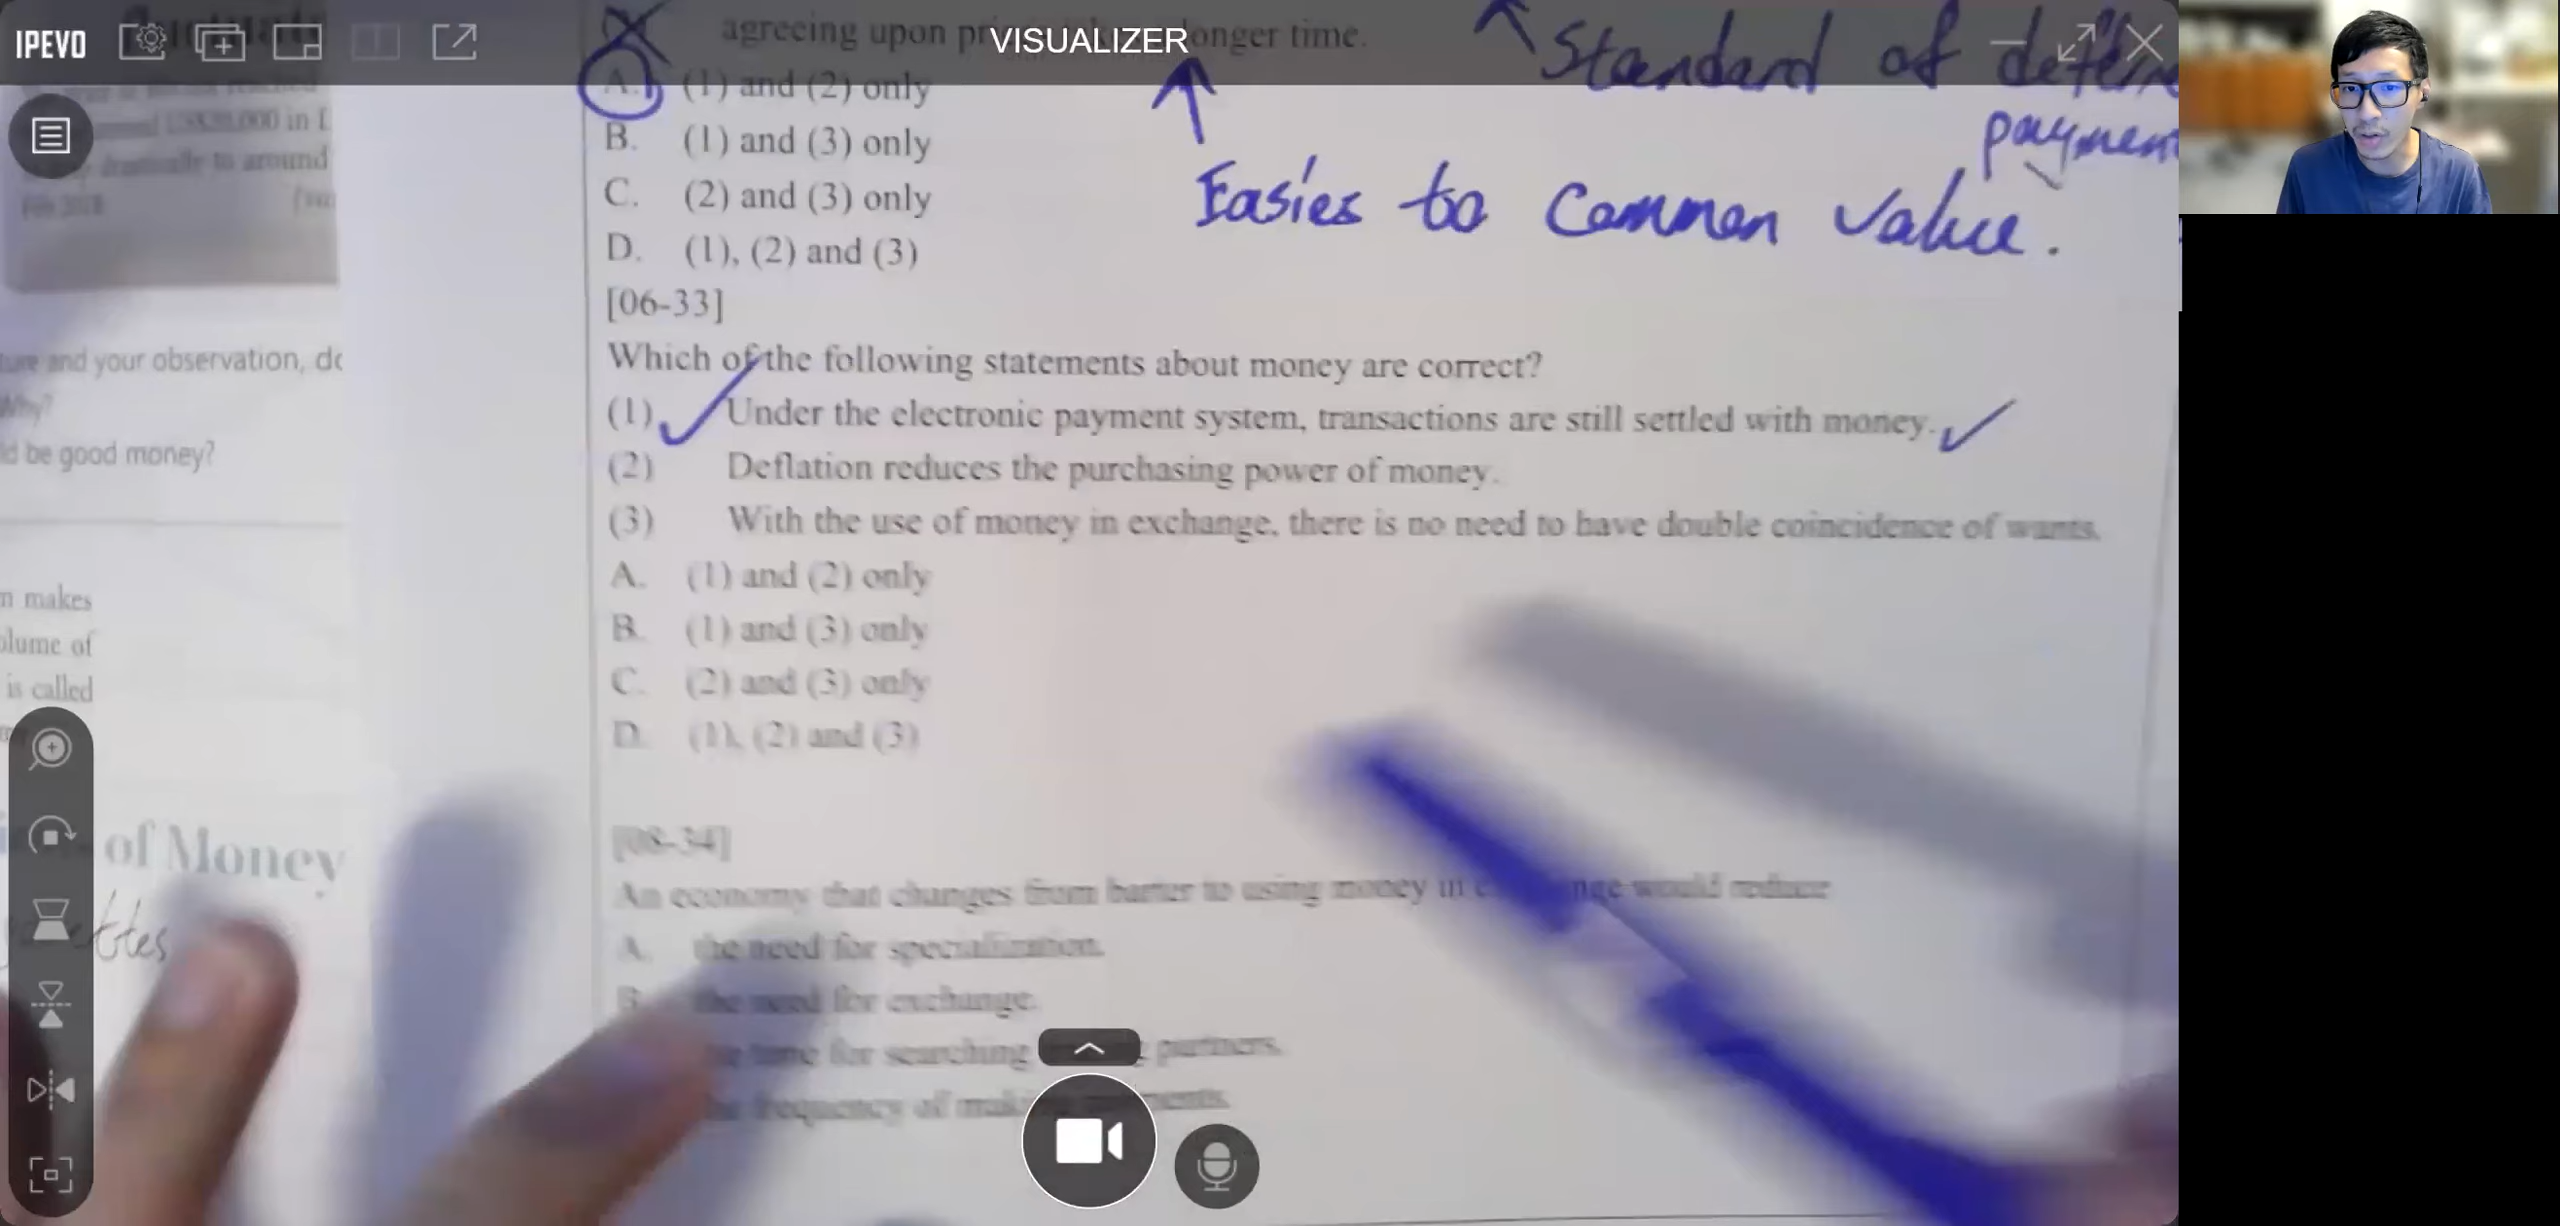 IPEVO
VISUALIZER
agreeing upon longer time.
Standard of
payment
A. (1) and (2) only
B. (1) and (3) only
C. (2) and (3) only
D. (1), (2) and (3)
Easies to Common value.
[06-33]
Which of the following statements about money are correct?
(1) Under the electronic payment system, transactions are still settled with money.
(2) Deflation reduces the purchasing power of money.
(3) With the use of money in exchange, there is no need to have double coincidence of wants.
A. (1) and (2) only
B. (1) and (3) only
C. (2) and (3) only
D. (1), (2) and (3)
[08-34]
An economy that changes from barter to using money in would reduce
A. the need for specialization.
B. the need for exchange.
time for searching partners.
frequency of
in
to around
and your observation, do
Why?
be good money?
makes
of
is called
of Money